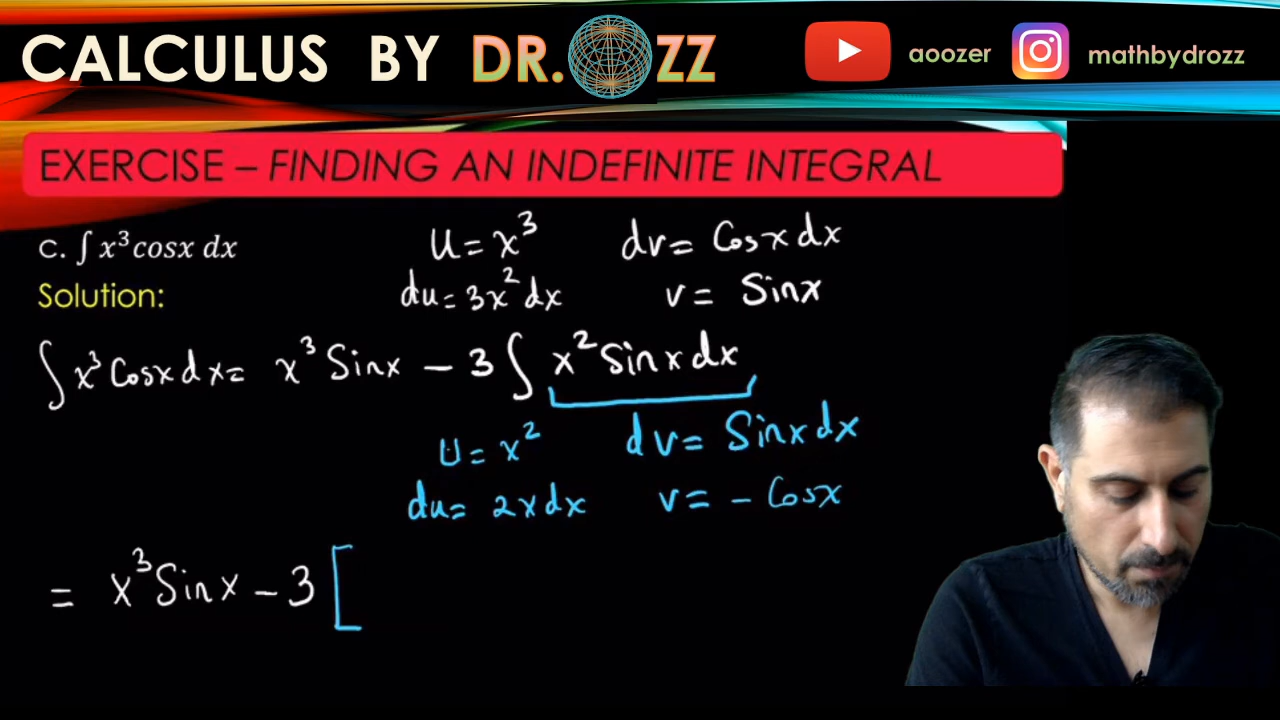 CALCULUS BY DR. ZZ
aoozer
mathbydrozz
EXERCISE – FINDING AN INDEFINITE INTEGRAL
C. ∫ x³cosx dx
u = x³ dv = Cosx dx
Solution:
du = 3x² dx v = Sinx
∫ x³ Cosx dx = x³ Sinx − 3 ∫ x² Sinx dx
u = x² dv = Sinx dx
du = 2x dx v = − Cosx
= x³ Sinx − 3 [